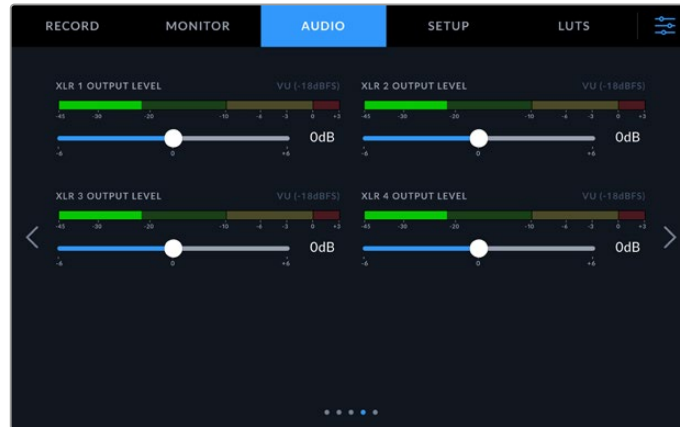 RECORD MONITOR AUDIO SETUP LUTS
XLR 1 OUTPUT LEVEL VU (-18dBFS)
-45 -30 -20 -10 -6 -3 0 +3
0dB
-6 0 +6
XLR 2 OUTPUT LEVEL VU (-18dBFS)
-45 -30 -20 -10 -6 -3 0 +3
0dB
-6 0 +6
XLR 3 OUTPUT LEVEL VU (-18dBFS)
-45 -30 -20 -10 -6 -3 0 +3
0dB
-6 0 +6
XLR 4 OUTPUT LEVEL VU (-18dBFS)
-45 -30 -20 -10 -6 -3 0 +3
0dB
-6 0 +6